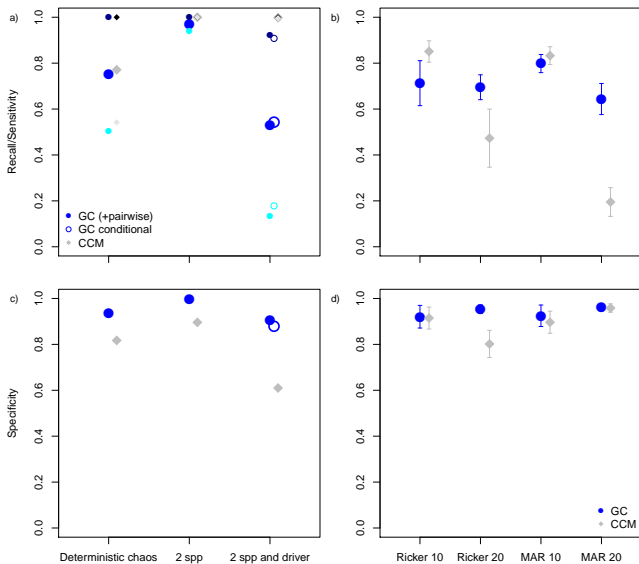 a)
1.0
0.8
0.6
0.4
0.2
0.0
Recall/Sensitivity
GC (+pairwise)
GC conditional
CCM
b)
1.0
0.8
0.6
0.4
0.2
0.0
c)
1.0
0.8
0.6
0.4
0.2
0.0
Specificity
Deterministic chaos
2 spp
2 spp and driver
d)
1.0
0.8
0.6
0.4
0.2
0.0
GC
CCM
Ricker 10
Ricker 20
MAR 10
MAR 20